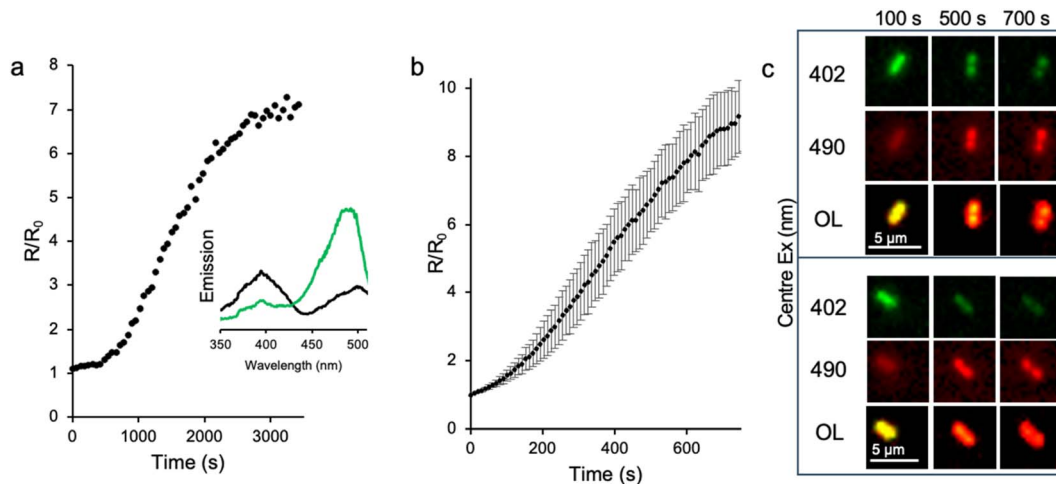 a
R/R0
8
7
6
5
4
3
2
1
0
0 1000 2000 3000
Time (s)
Emission
350 400 450 500
Wavelength (nm)
b
R/R0
10
8
6
4
2
0
0 200 400 600
Time (s)
c
100 s 500 s 700 s
Centre Ex (nm)
402
490
OL
5 µm
402
490
OL
5 µm